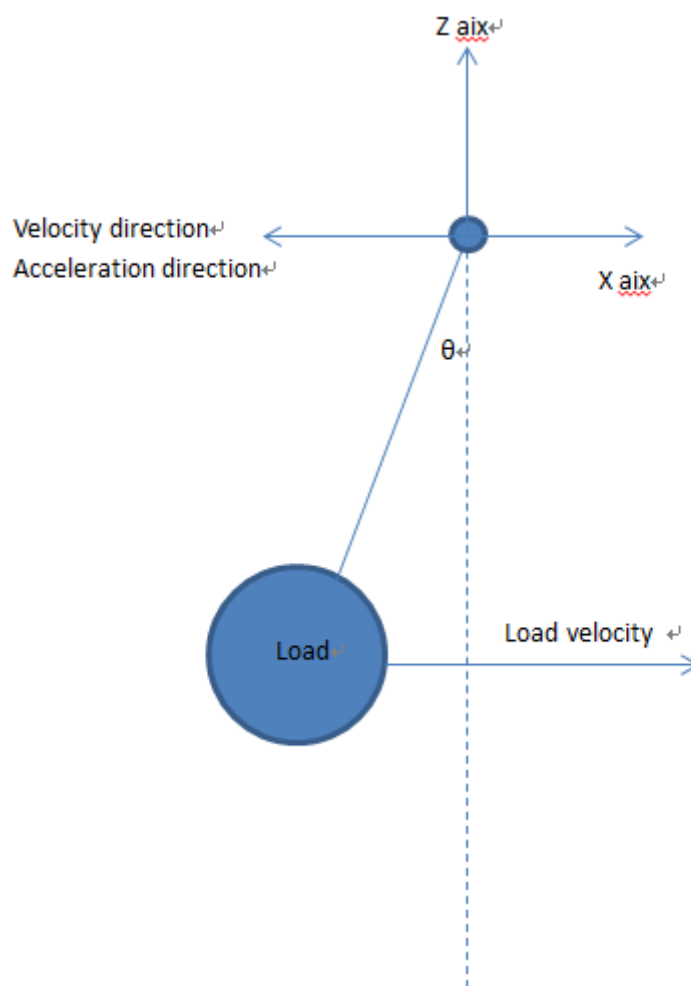 Z aix↵
Velocity direction↵
Acceleration direction↵
X aix↵
θ↵
Load↵
Load velocity ↵